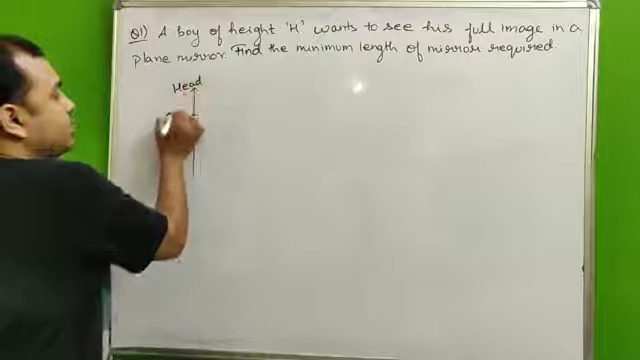 Q1) A boy of height 'H' wants to see his full image in a
plane mirror. Find the minimum length of mirror required.
Head